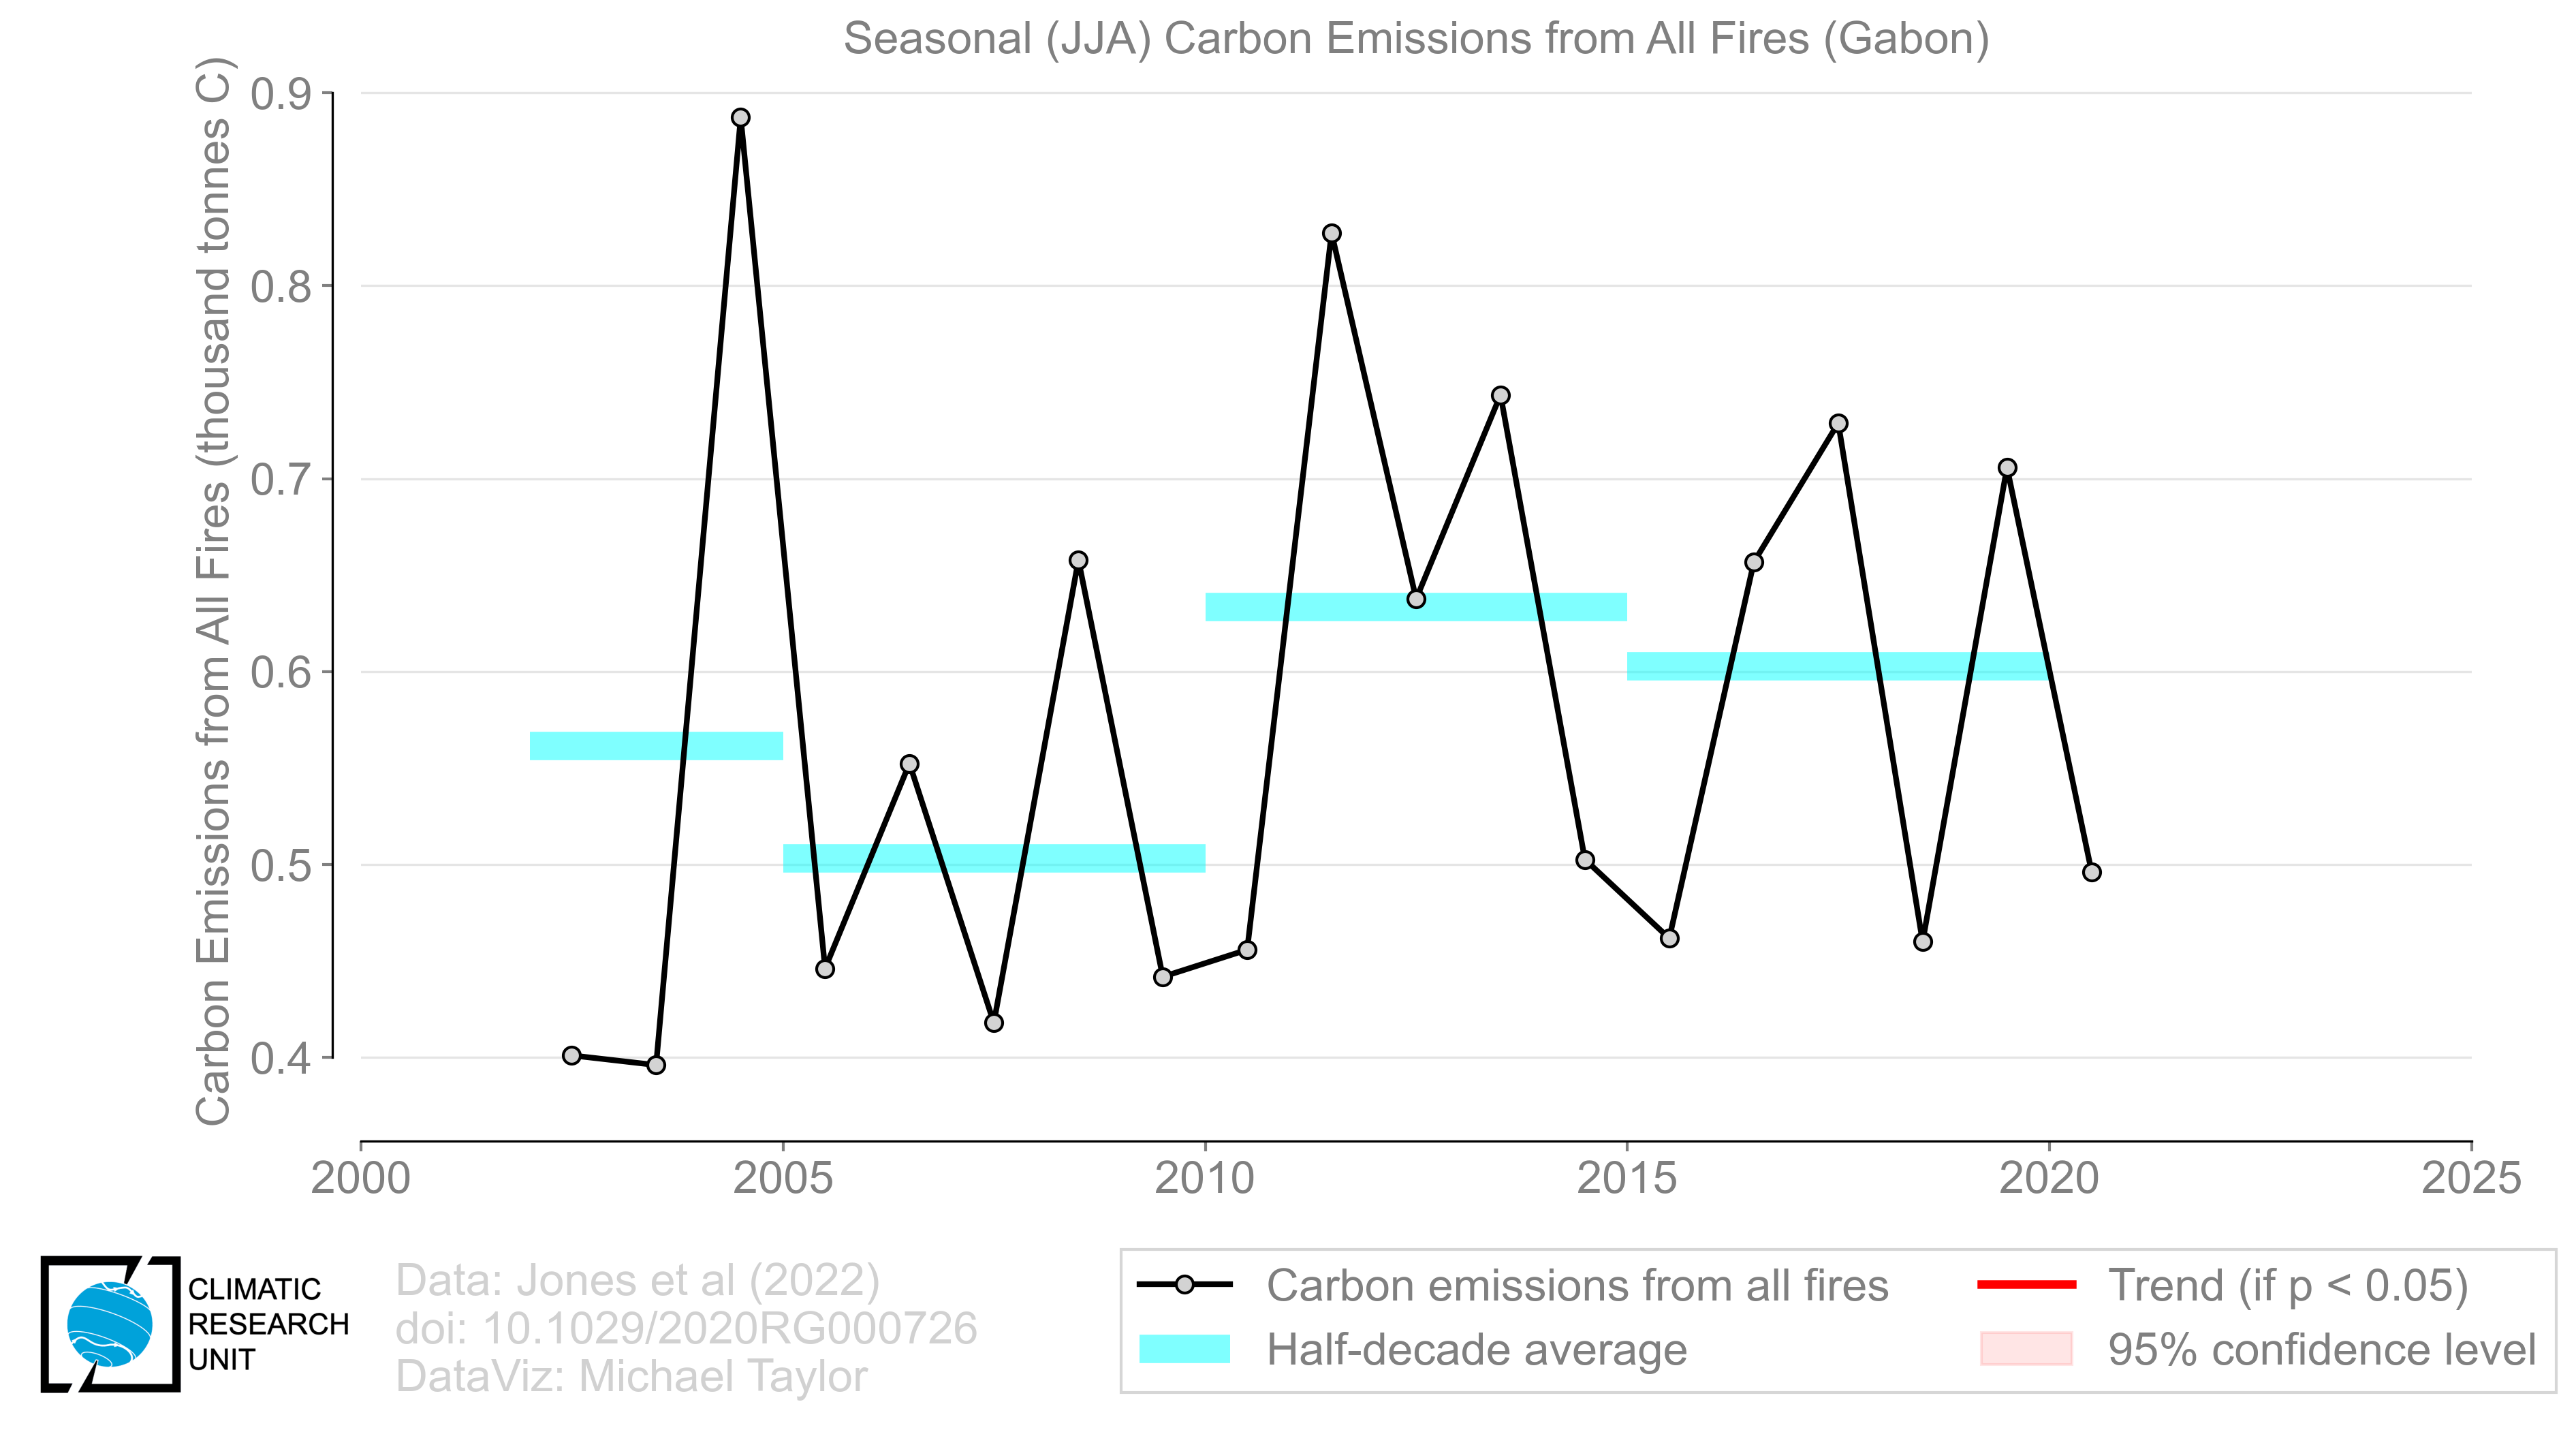 Seasonal (JJA) Carbon Emissions from All Fires (Gabon)
Carbon Emissions from All Fires (thousand tonnes C)
0.9
0.8
0.7
0.6
0.5
0.4
2000 2005 2010 2015 2020 2025
CLIMATIC
RESEARCH
UNIT
Data: Jones et al (2022)
doi: 10.1029/2020RG000726
DataViz: Michael Taylor
Carbon emissions from all fires
Half-decade average
Trend (if p < 0.05)
95% confidence level